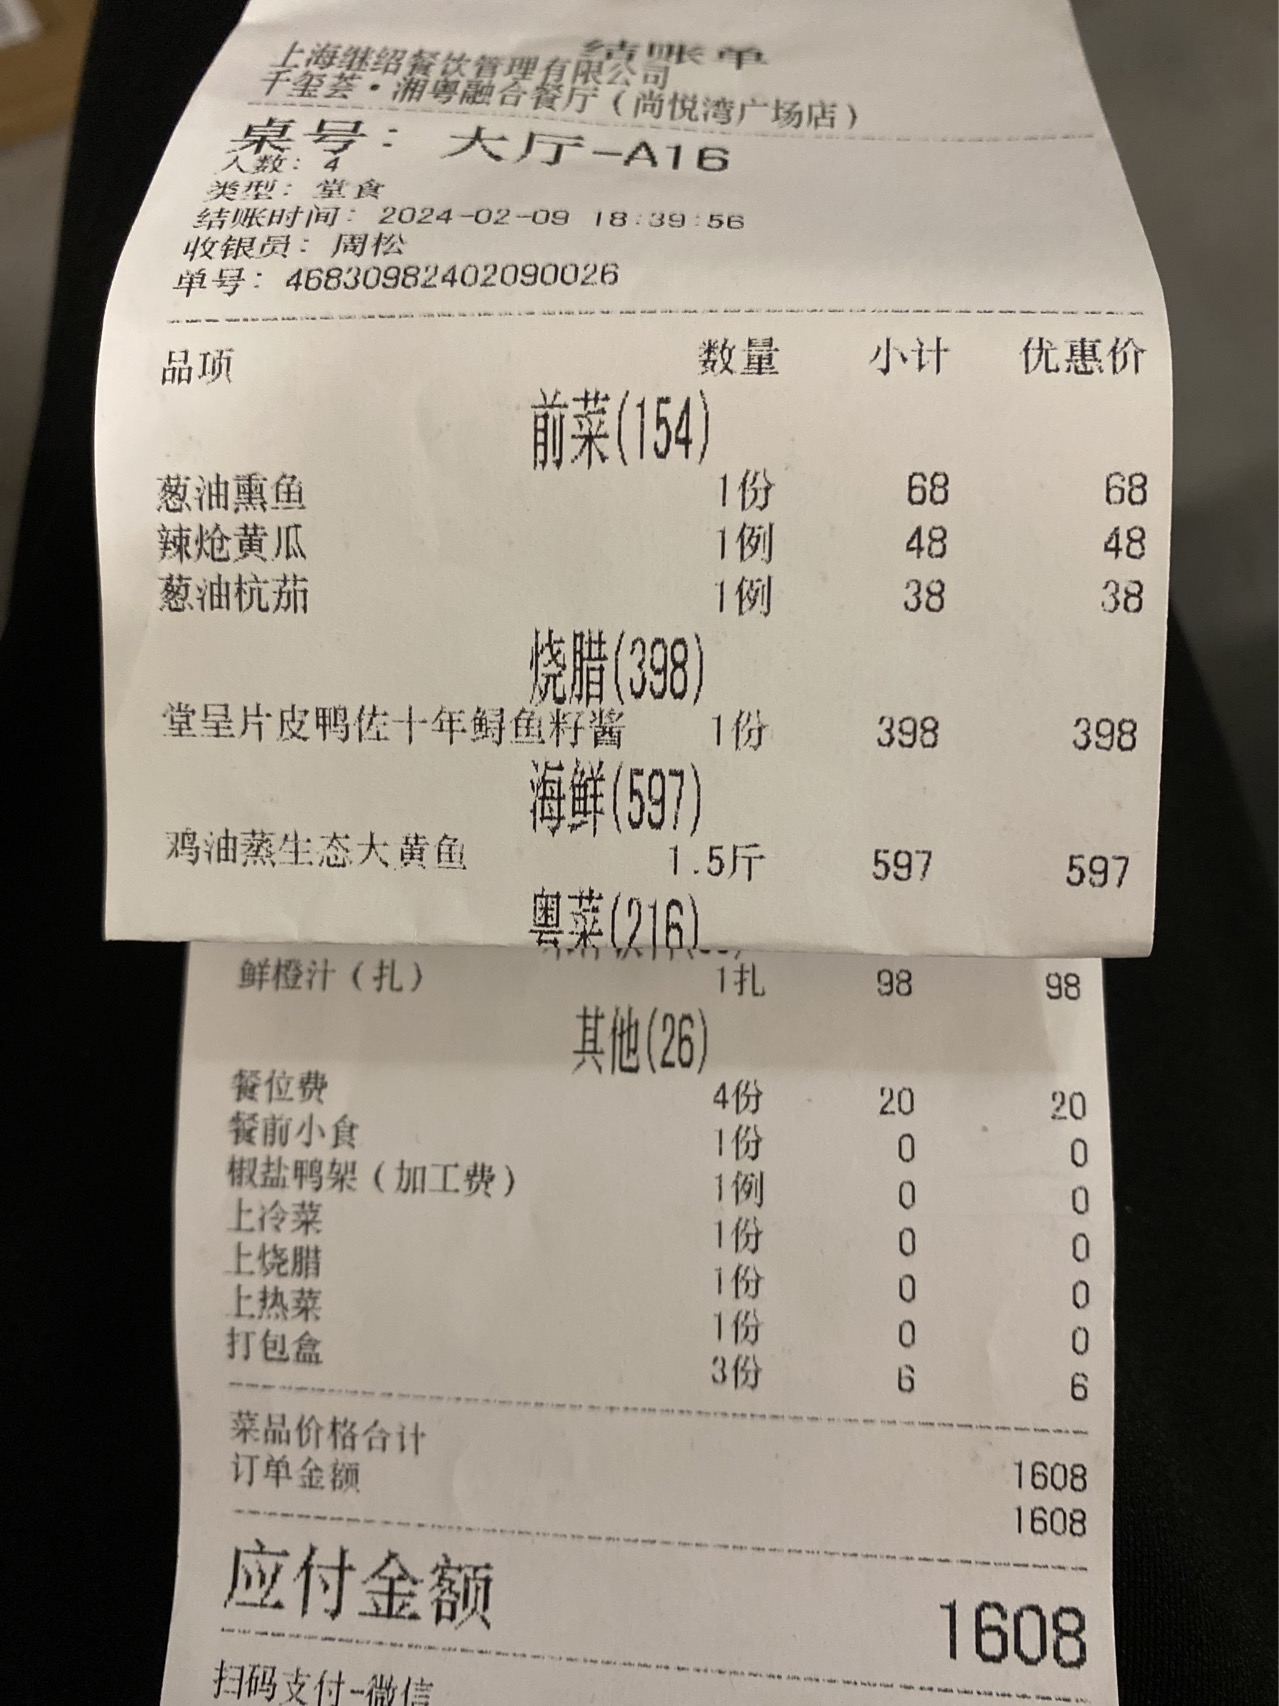 结账单
上海继绍餐饮管理有限公司
千玺荟·湘粤融合餐厅（尚悦湾广场店）
桌号：大厅-A16
人数：4
类型：堂食
结账时间：2024-02-09 18:39:56
收银员：周松
单号：46830982402090026
品项 数量 小计 优惠价
前菜(154)
葱油熏鱼 1份 68 68
辣炝黄瓜 1例 48 48
葱油杭茄 1例 38 38
烧腊(398)
堂呈片皮鸭佐十年鲟鱼籽酱 1份 398 398
海鲜(597)
鸡油蒸生态大黄鱼 1.5斤 597 597
粤菜(216)
鲜橙汁（扎） 1扎 98 98
其他(26)
餐位费 4份 20 20
餐前小食 1份 0 0
椒盐鸭架（加工费） 1例 0 0
上冷菜 1份 0 0
上烧腊 1份 0 0
上热菜 1份 0 0
打包盒 3份 6 6
菜品价格合计 1608
订单金额 1608
应付金额 1608
扫码支付-微信